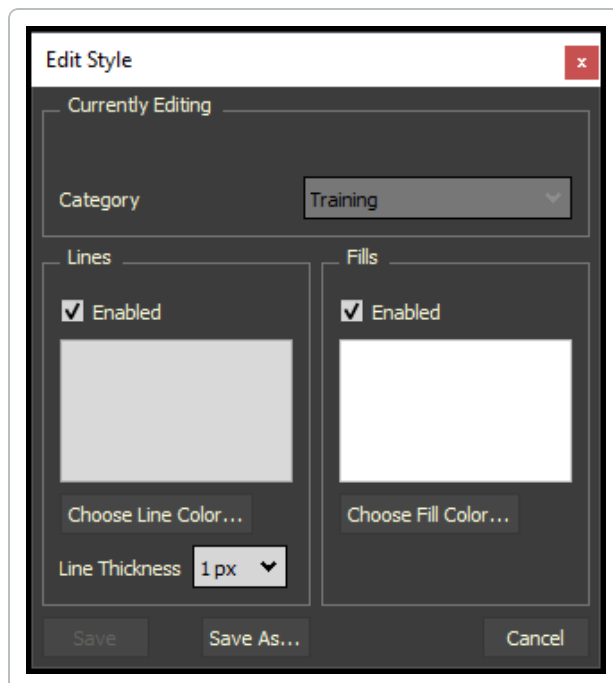 Edit Style
x
Currently Editing
Category
Training
Lines
Fills
Enabled
Enabled
Choose Line Color...
Choose Fill Color...
Line Thickness
1 px
Save
Save As...
Cancel